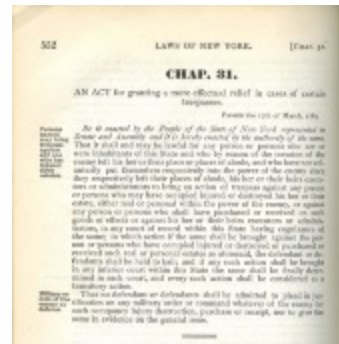 552 LAWS OF NEW YORK. [CHAP. 31.
CHAP. 31.
AN ACT for granting a more effectual relief in cases of certain
trespasses.
PASSED the 17th of March, 1783
Be it enacted by the People of the State of New York represented in
Senate and Assembly and it is hereby enacted by the authority of the same,
That it shall and may be lawful for any person or persons who are or
were inhabitants of this State and who by reason of the invasion of the
enemy left his her or their place or places of abode, and who have not
put themselves respectively into the power of the enemy since
they respectively left their places of abode, his her or their heirs
or administrators to bring an action of trespass against any person
or persons who may have occupied injured or destroyed his her or their
estate, either real or personal within the power of the enemy, or against
any person or persons who shall have purchased or received any such
goods or effects or against his her or their heirs executors or
in any court of record within this State having cognizance of
the same; in which action if the same shall be brought against the
person or persons who have occupied injured or destroyed or purchased or
received such real or personal estate as aforesaid, the defendant or
defendants shall be held to bail; and if any such action shall be brought
in any inferior court within this State the same shall be finally
in such court, and every such action shall be considered as a
transitory action.
That no defendant or defendants shall be admitted to plead in
any military order or command whatever of the enemy for
such occupancy injury destruction, purchase or receipt, nor to give the
same in evidence on the general issue.